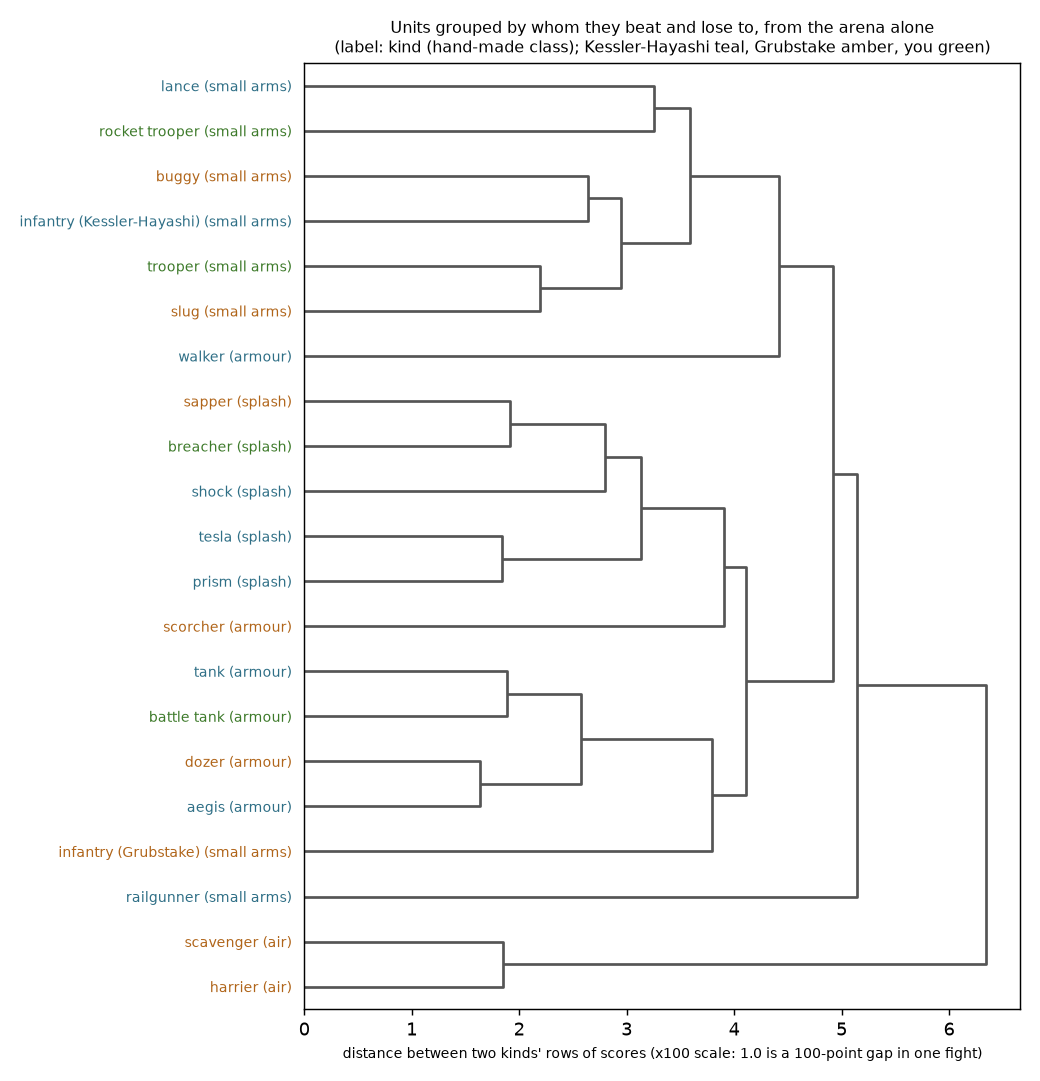 Units grouped by whom they beat and lose to, from the arena alone
(label: kind (hand-made class); Kessler-Hayashi teal, Grubstake amber, you green)
lance (small arms)
rocket trooper (small arms)
buggy (small arms)
infantry (Kessler-Hayashi) (small arms)
trooper (small arms)
slug (small arms)
walker (armour)
sapper (splash)
breacher (splash)
shock (splash)
tesla (splash)
prism (splash)
scorcher (armour)
tank (armour)
battle tank (armour)
dozer (armour)
aegis (armour)
infantry (Grubstake) (small arms)
railgunner (small arms)
scavenger (air)
harrier (air)
0 1 2 3 4 5 6
distance between two kinds' rows of scores (x100 scale: 1.0 is a 100-point gap in one fight)